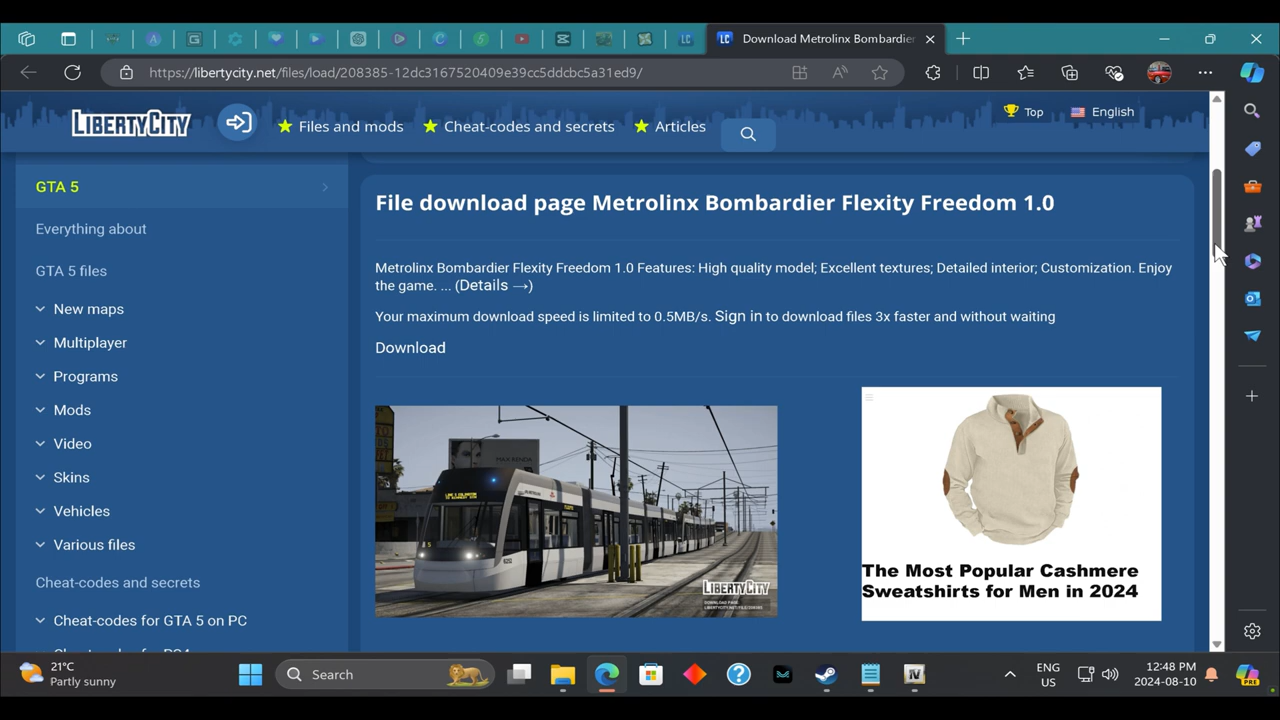 Download Metrolinx Bombardier
https://libertycity.net/files/load/208385-12dc3167520409e39cc5ddcbc5a31ed9/
LIBERTYCITY
Files and mods
Cheat-codes and secrets
Articles
Top
English
GTA 5
Everything about
GTA 5 files
New maps
Multiplayer
Programs
Mods
Video
Skins
Vehicles
Various files
Cheat-codes and secrets
Cheat-codes for GTA 5 on PC
File download page Metrolinx Bombardier Flexity Freedom 1.0
Metrolinx Bombardier Flexity Freedom 1.0 Features: High quality model; Excellent textures; Detailed interior; Customization. Enjoy
the game. ... (Details →)
Your maximum download speed is limited to 0.5MB/s. Sign in to download files 3x faster and without waiting
Download
MAX RENDA
LIBERTYCITY
The Most Popular Cashmere
Sweatshirts for Men in 2024
21°C
Partly sunny
Search
ENG
US
12:48 PM
2024-08-10